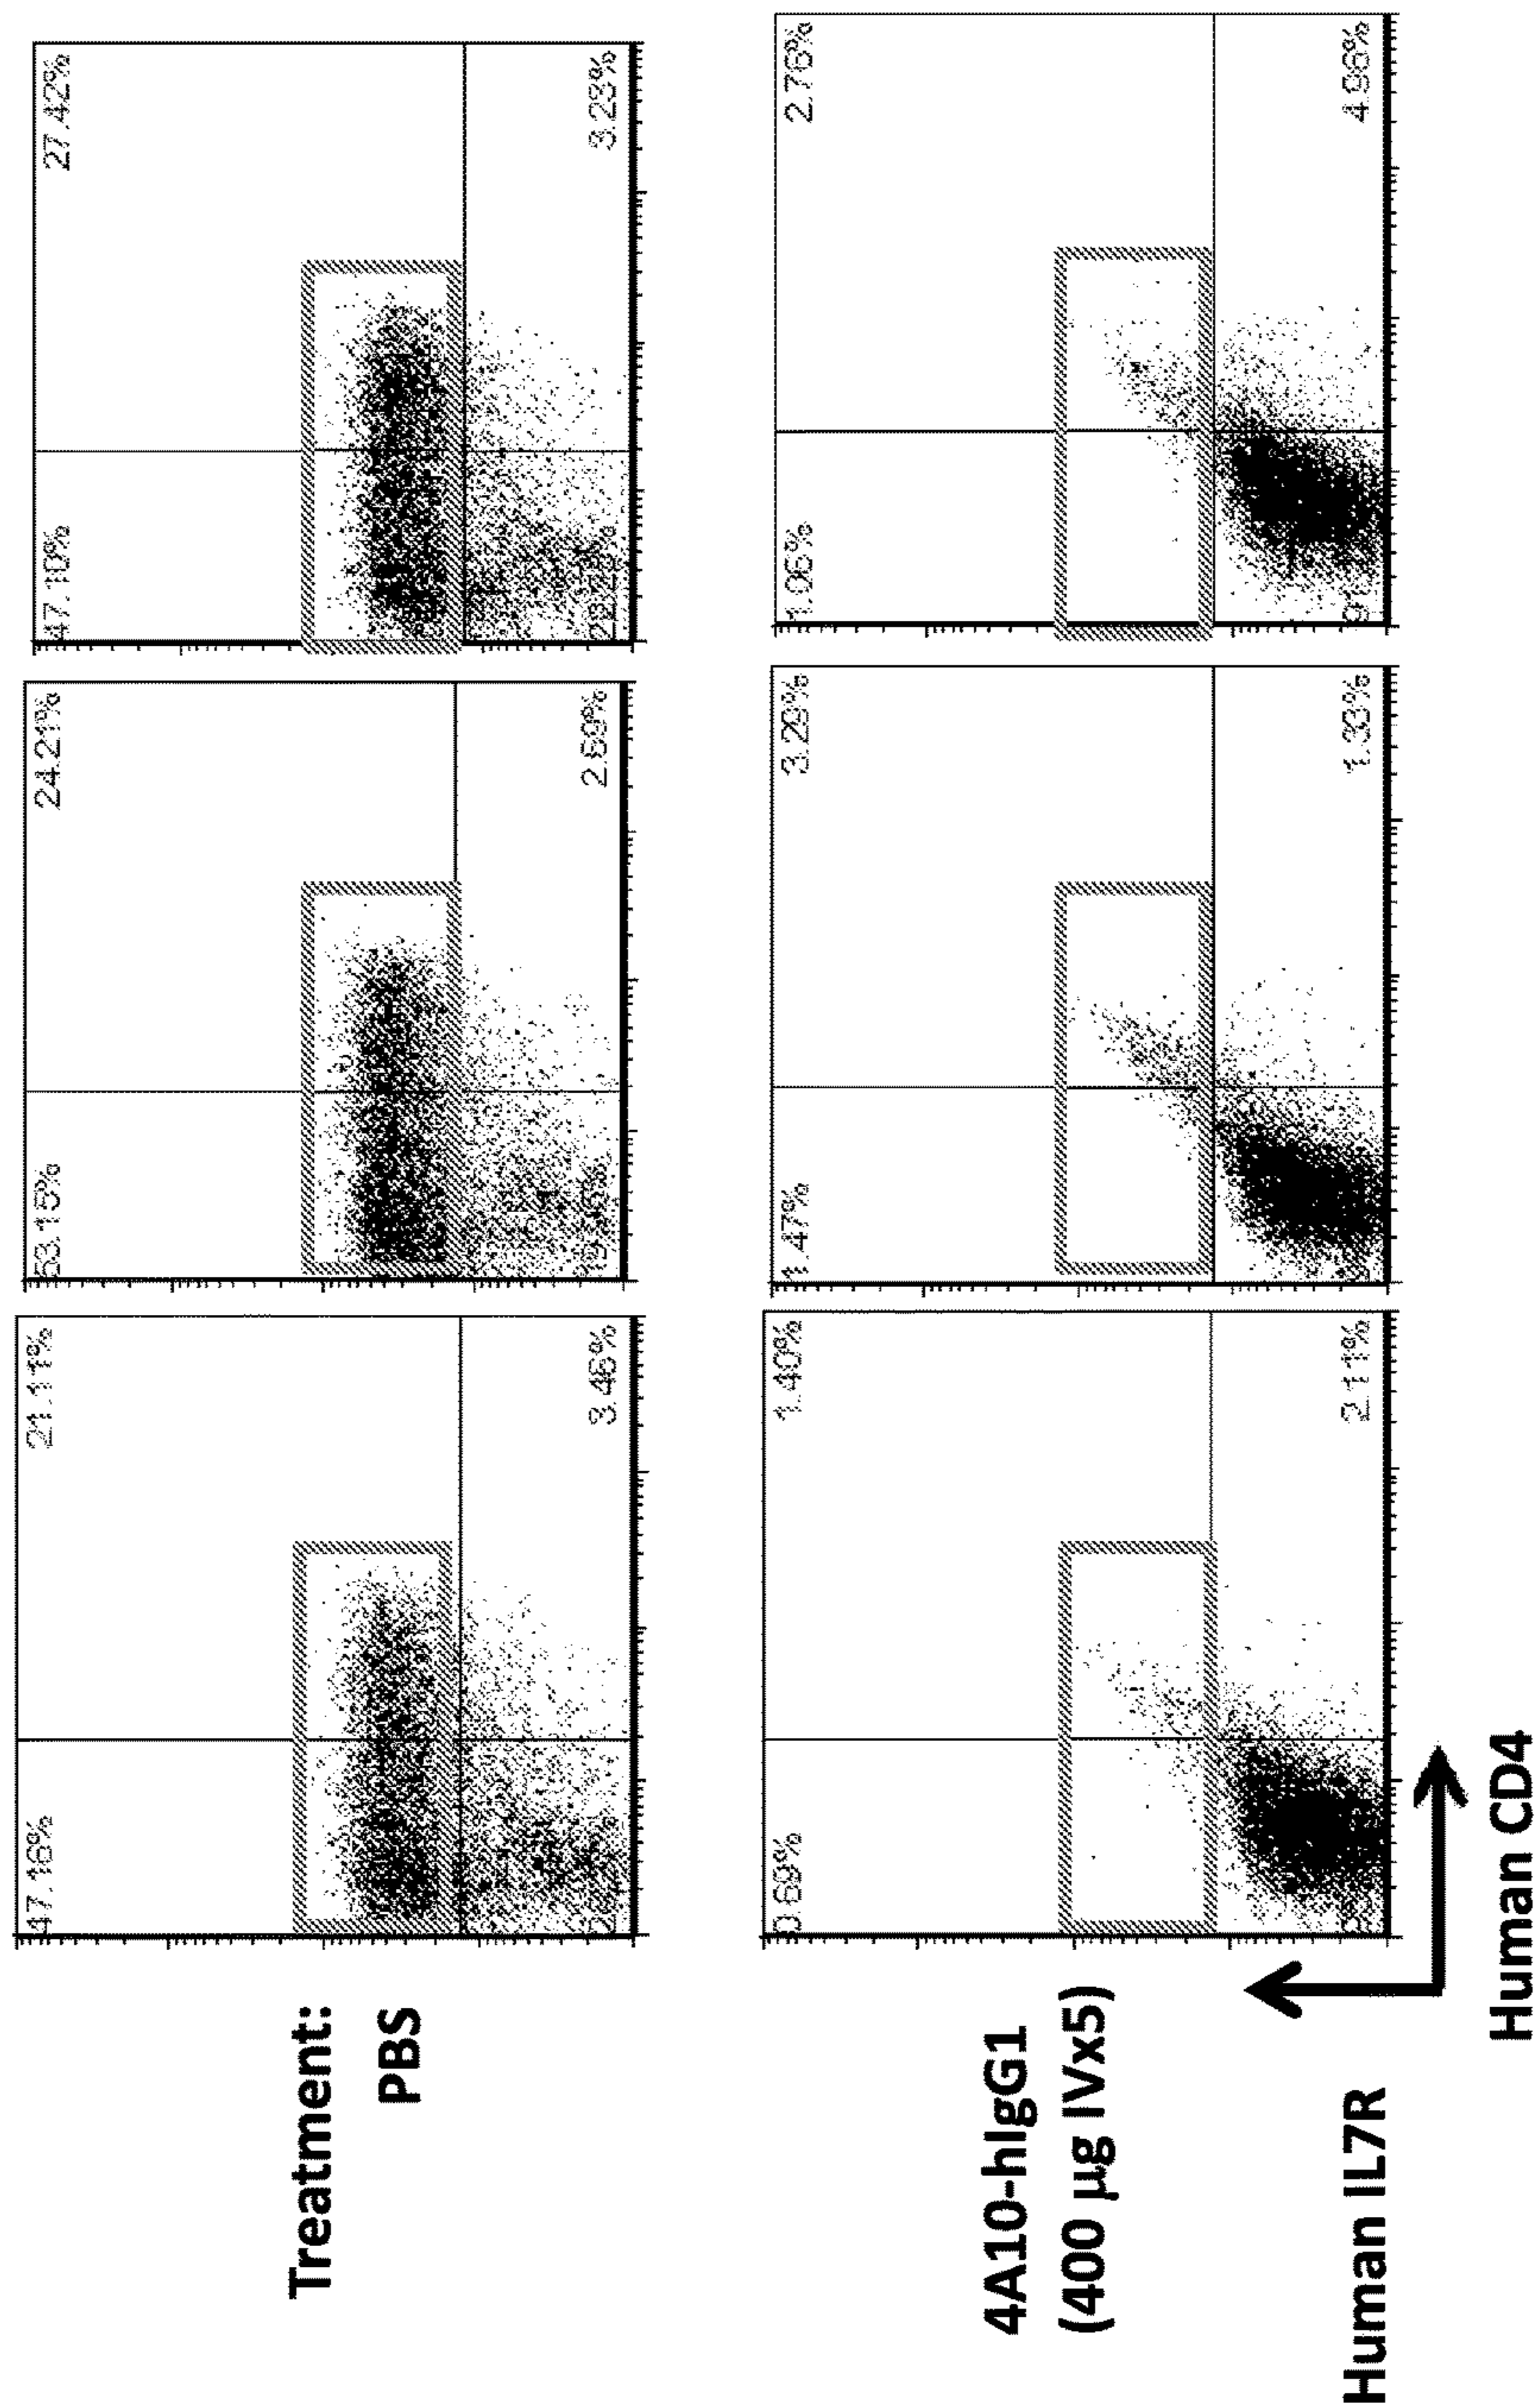 Treatment:
PBS
47.16%
21.11%
53.15%
24.21%
47.10%
27.42%
3.46%
3.23%
4A10-hIgG1
(400 µg IVx5)
0.69%
1.40%
1.47%
3.29%
1.06%
2.76%
2.11%
1.33%
4.98%
Human IL7R
Human CD4